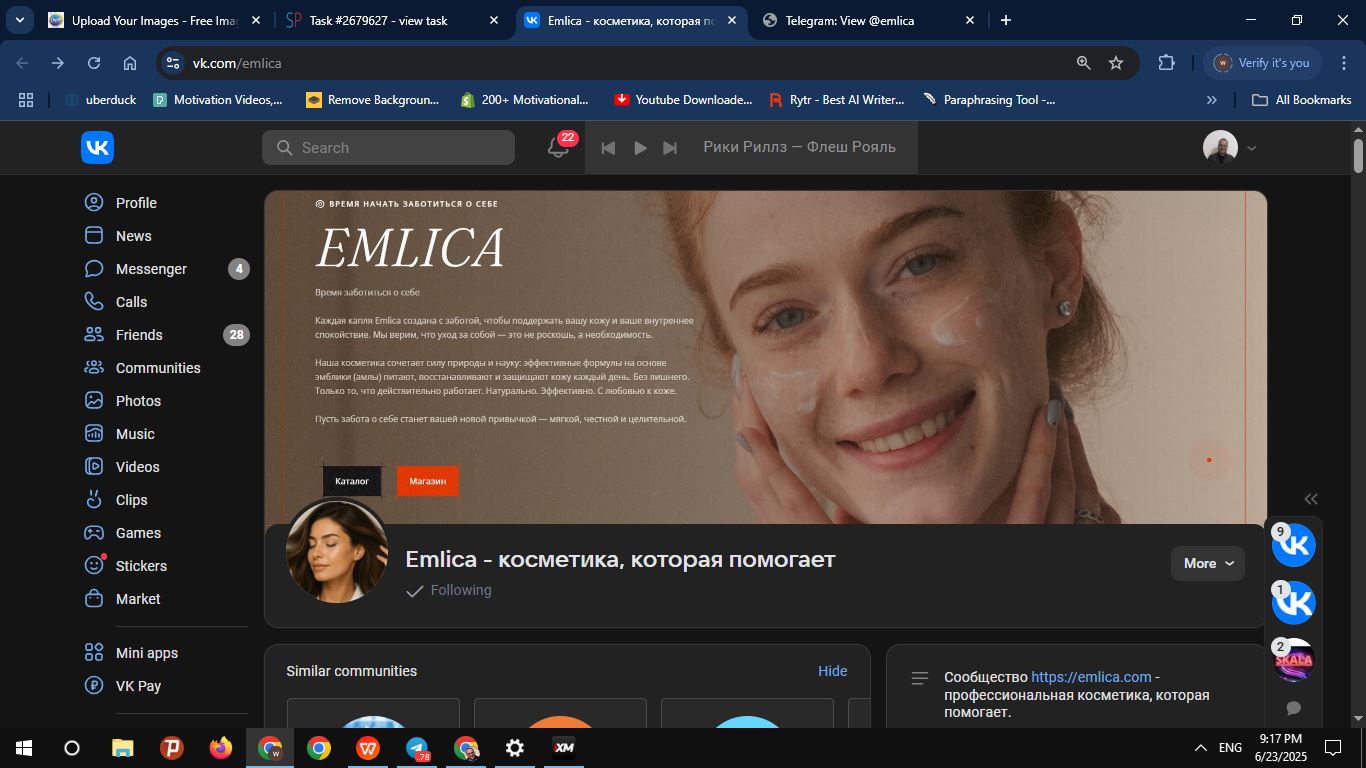 Upload Your Images - Free Imag
Task #2679627 - view task
Emlica - косметика, которая по
Telegram: View @emlica
vk.com/emlica
Verify it's you
uberduck
Motivation Videos,...
Remove Backgroun...
200+ Motivational...
Youtube Downloade...
Rytr - Best AI Writer...
Paraphrasing Tool -...
All Bookmarks
Search
22
Рики Риллз — Флеш Рояль
Profile
News
Messenger 4
Calls
Friends 28
Communities
Photos
Music
Videos
Clips
Games
Stickers
Market
Mini apps
VK Pay
ВРЕМЯ НАЧАТЬ ЗАБОТИТЬСЯ О СЕБЕ
EMLICA
Время заботиться о себе
Каждая капля Emlica создана с заботой, чтобы поддержать вашу кожу и ваше внутреннее
спокойствие. Мы верим, что уход за собой — это не роскошь, а необходимость.
Наша косметика сочетает силу природы и науку: эффективные формулы на основе
эмблики (амлы) питают, восстанавливают и защищают кожу каждый день. Без лишнего.
Только то, что действительно работает. Натурально. Эффективно. С любовью к коже.
Пусть забота о себе станет вашей новой привычкой — мягкой, честной и целительной.
Каталог
Магазин
Emlica - косметика, которая помогает
Following
More
9
1
2
SKALA
Similar communities
Hide
Сообщество https://emlica.com -
профессиональная косметика, которая
помогает.
W
.78
XM
ENG
9:17 PM
6/23/2025